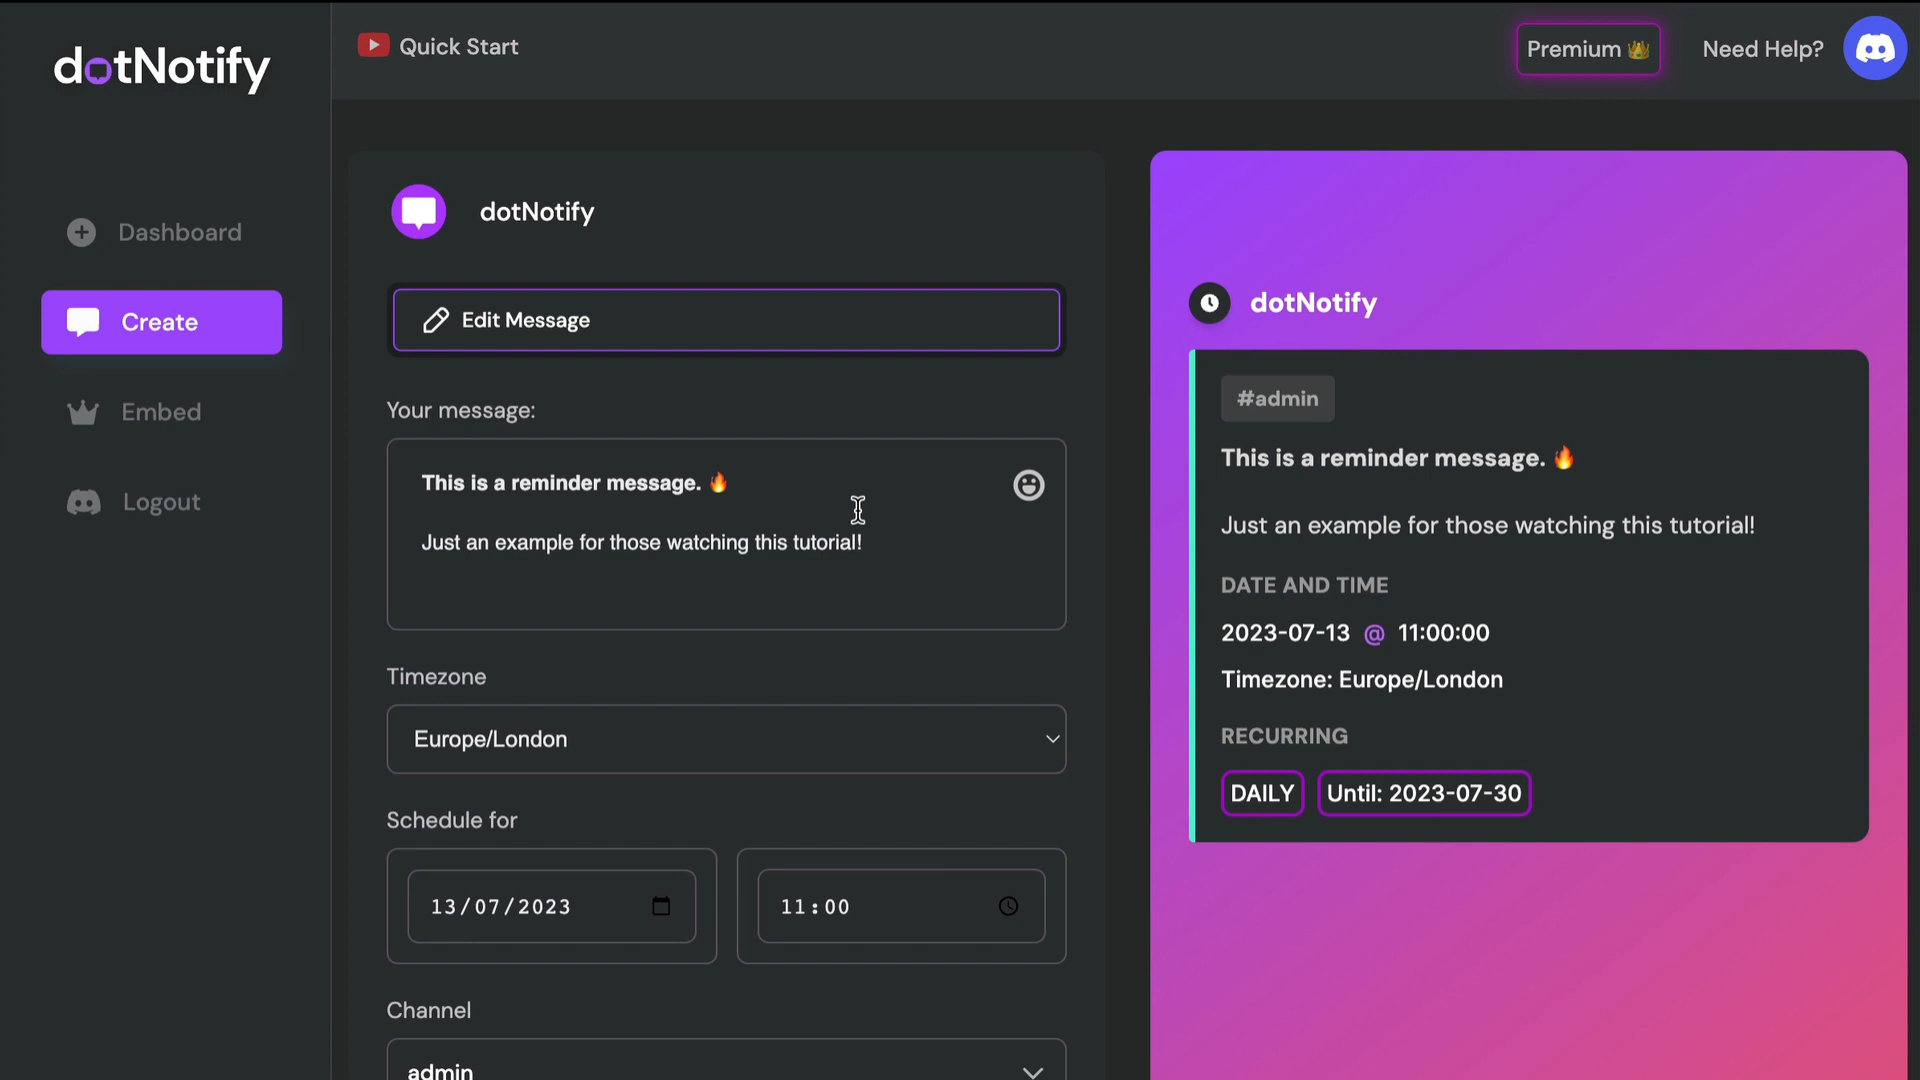 dotNotify
Quick Start
Premium 👑
Need Help?
Dashboard
Create
Embed
Logout
dotNotify
Edit Message
Your message:
This is a reminder message. 🔥
Just an example for those watching this tutorial!
Timezone
Europe/London
Schedule for
13/07/2023
11:00
Channel
admin
dotNotify
#admin
This is a reminder message. 🔥
Just an example for those watching this tutorial!
DATE AND TIME
2023-07-13 @ 11:00:00
Timezone: Europe/London
RECURRING
DAILY
Until: 2023-07-30